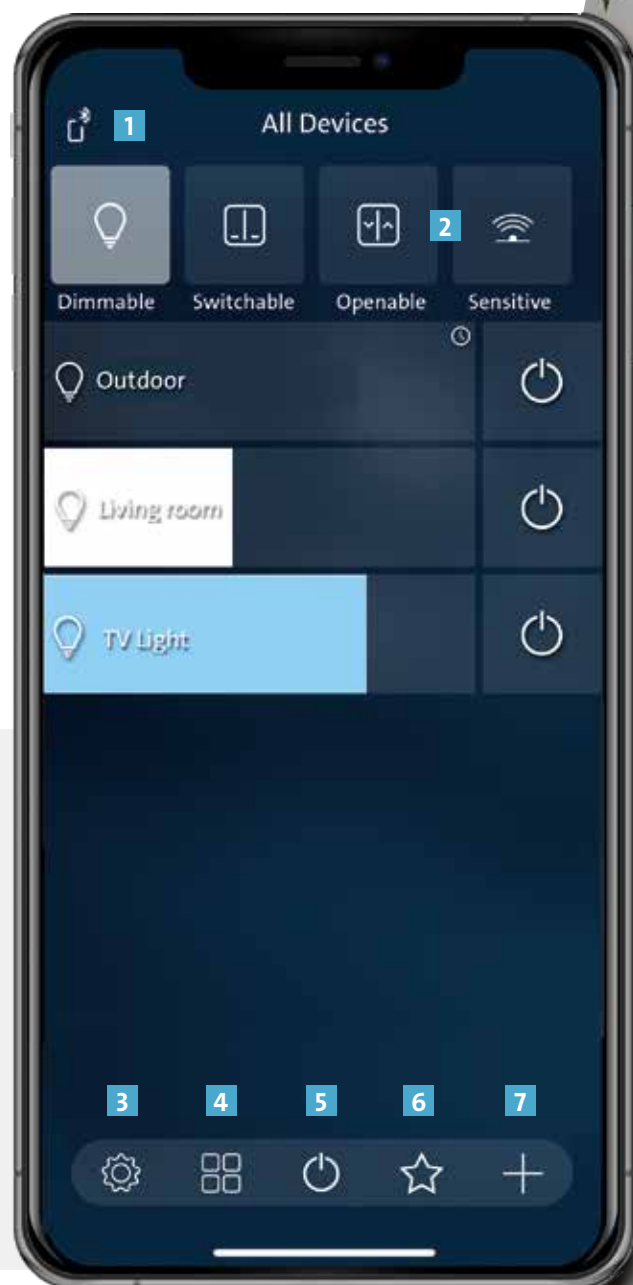 1 All Devices
2
Dimmable Switchable Openable Sensitive
Outdoor
Living room
TV Light
3 4 5 6 7